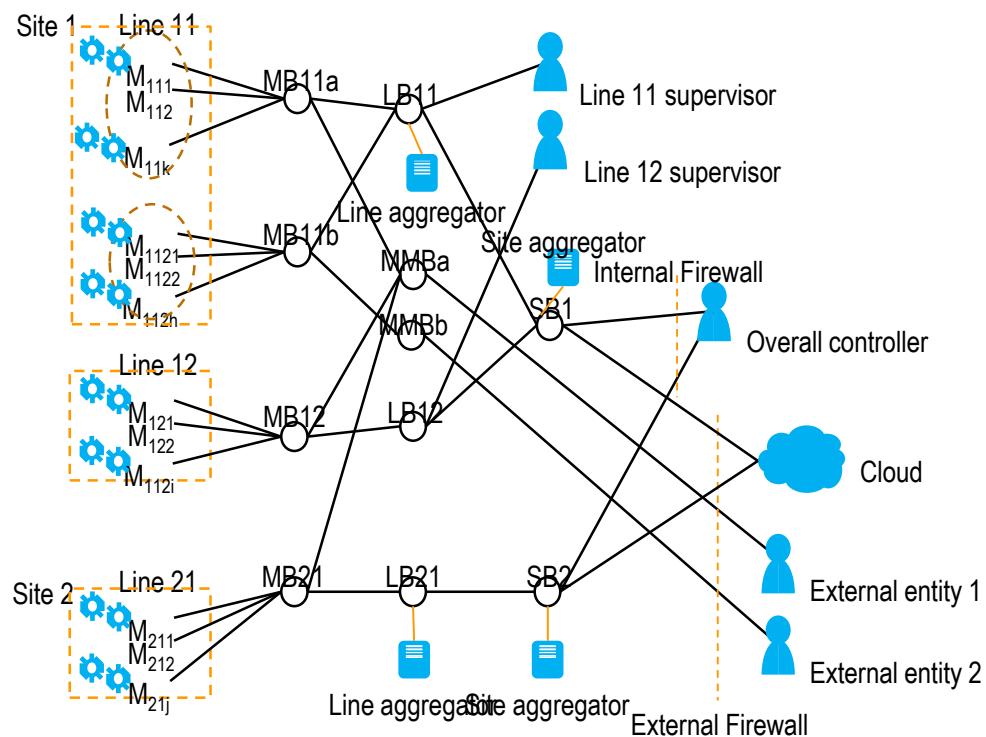 Site 1
Line 11
M111
M112
M11k
MB11a
LB11
Line 11 supervisor
Line 12 supervisor
Line aggregator
M1121
M1122
M112h
MB11b
MMBa
MMBb
Site aggregator
Internal Firewall
SB1
Overall controller
Line 12
M121
M122
M112i
MB12
LB12
Cloud
Site 2
Line 21
M211
M212
M21j
MB21
LB21
SB2
External entity 1
External entity 2
Line aggregator
Site aggregator
External Firewall